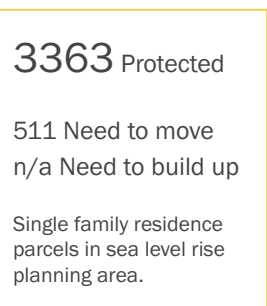 3363 Protected
511 Need to move
n/a Need to build up
Single family residence
parcels in sea level rise
planning area.